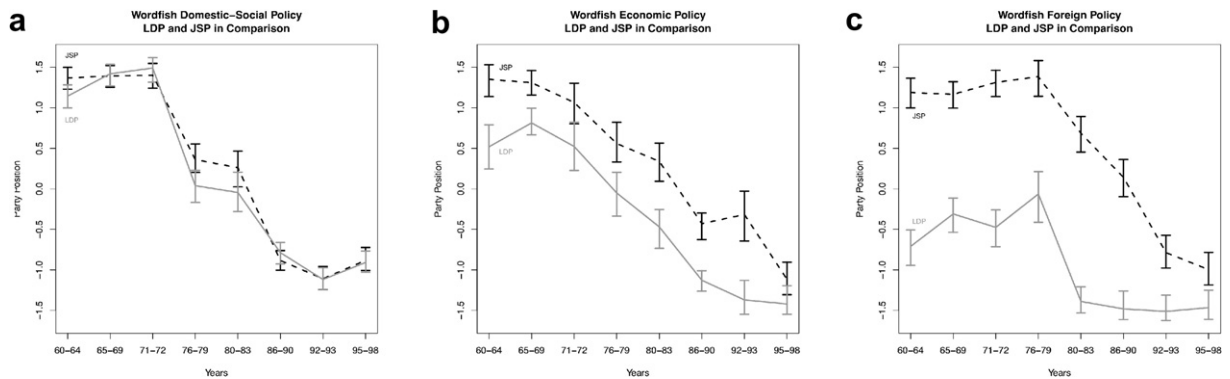 a
Wordfish Domestic–Social Policy
LDP and JSP in Comparison
Party Position
1.5
1.0
0.5
0.0
−0.5
−1.0
−1.5
JSP
LDP
60–64 65–69 71–72 76–79 80–83 86–90 92–93 95–98
Years
b
Wordfish Economic Policy
LDP and JSP in Comparison
Party Position
1.5
1.0
0.5
0.0
−0.5
−1.0
−1.5
JSP
LDP
60–64 65–69 71–72 76–79 80–83 86–90 92–93 95–98
Years
c
Wordfish Foreign Policy
LDP and JSP in Comparison
Party Position
1.5
1.0
0.5
0.0
−0.5
−1.0
−1.5
JSP
LDP
60–64 65–69 71–72 76–79 80–83 86–90 92–93 95–98
Years